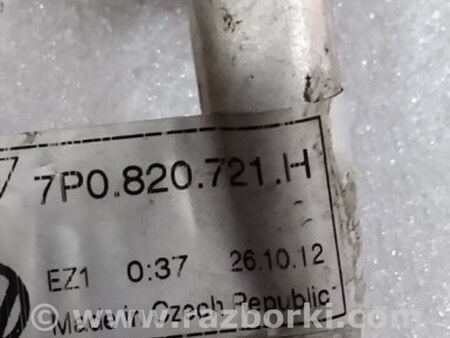 7P0.820.721.H
EZ1 0:37 26.10.12
Made in Czech Republic
www.razborki.com